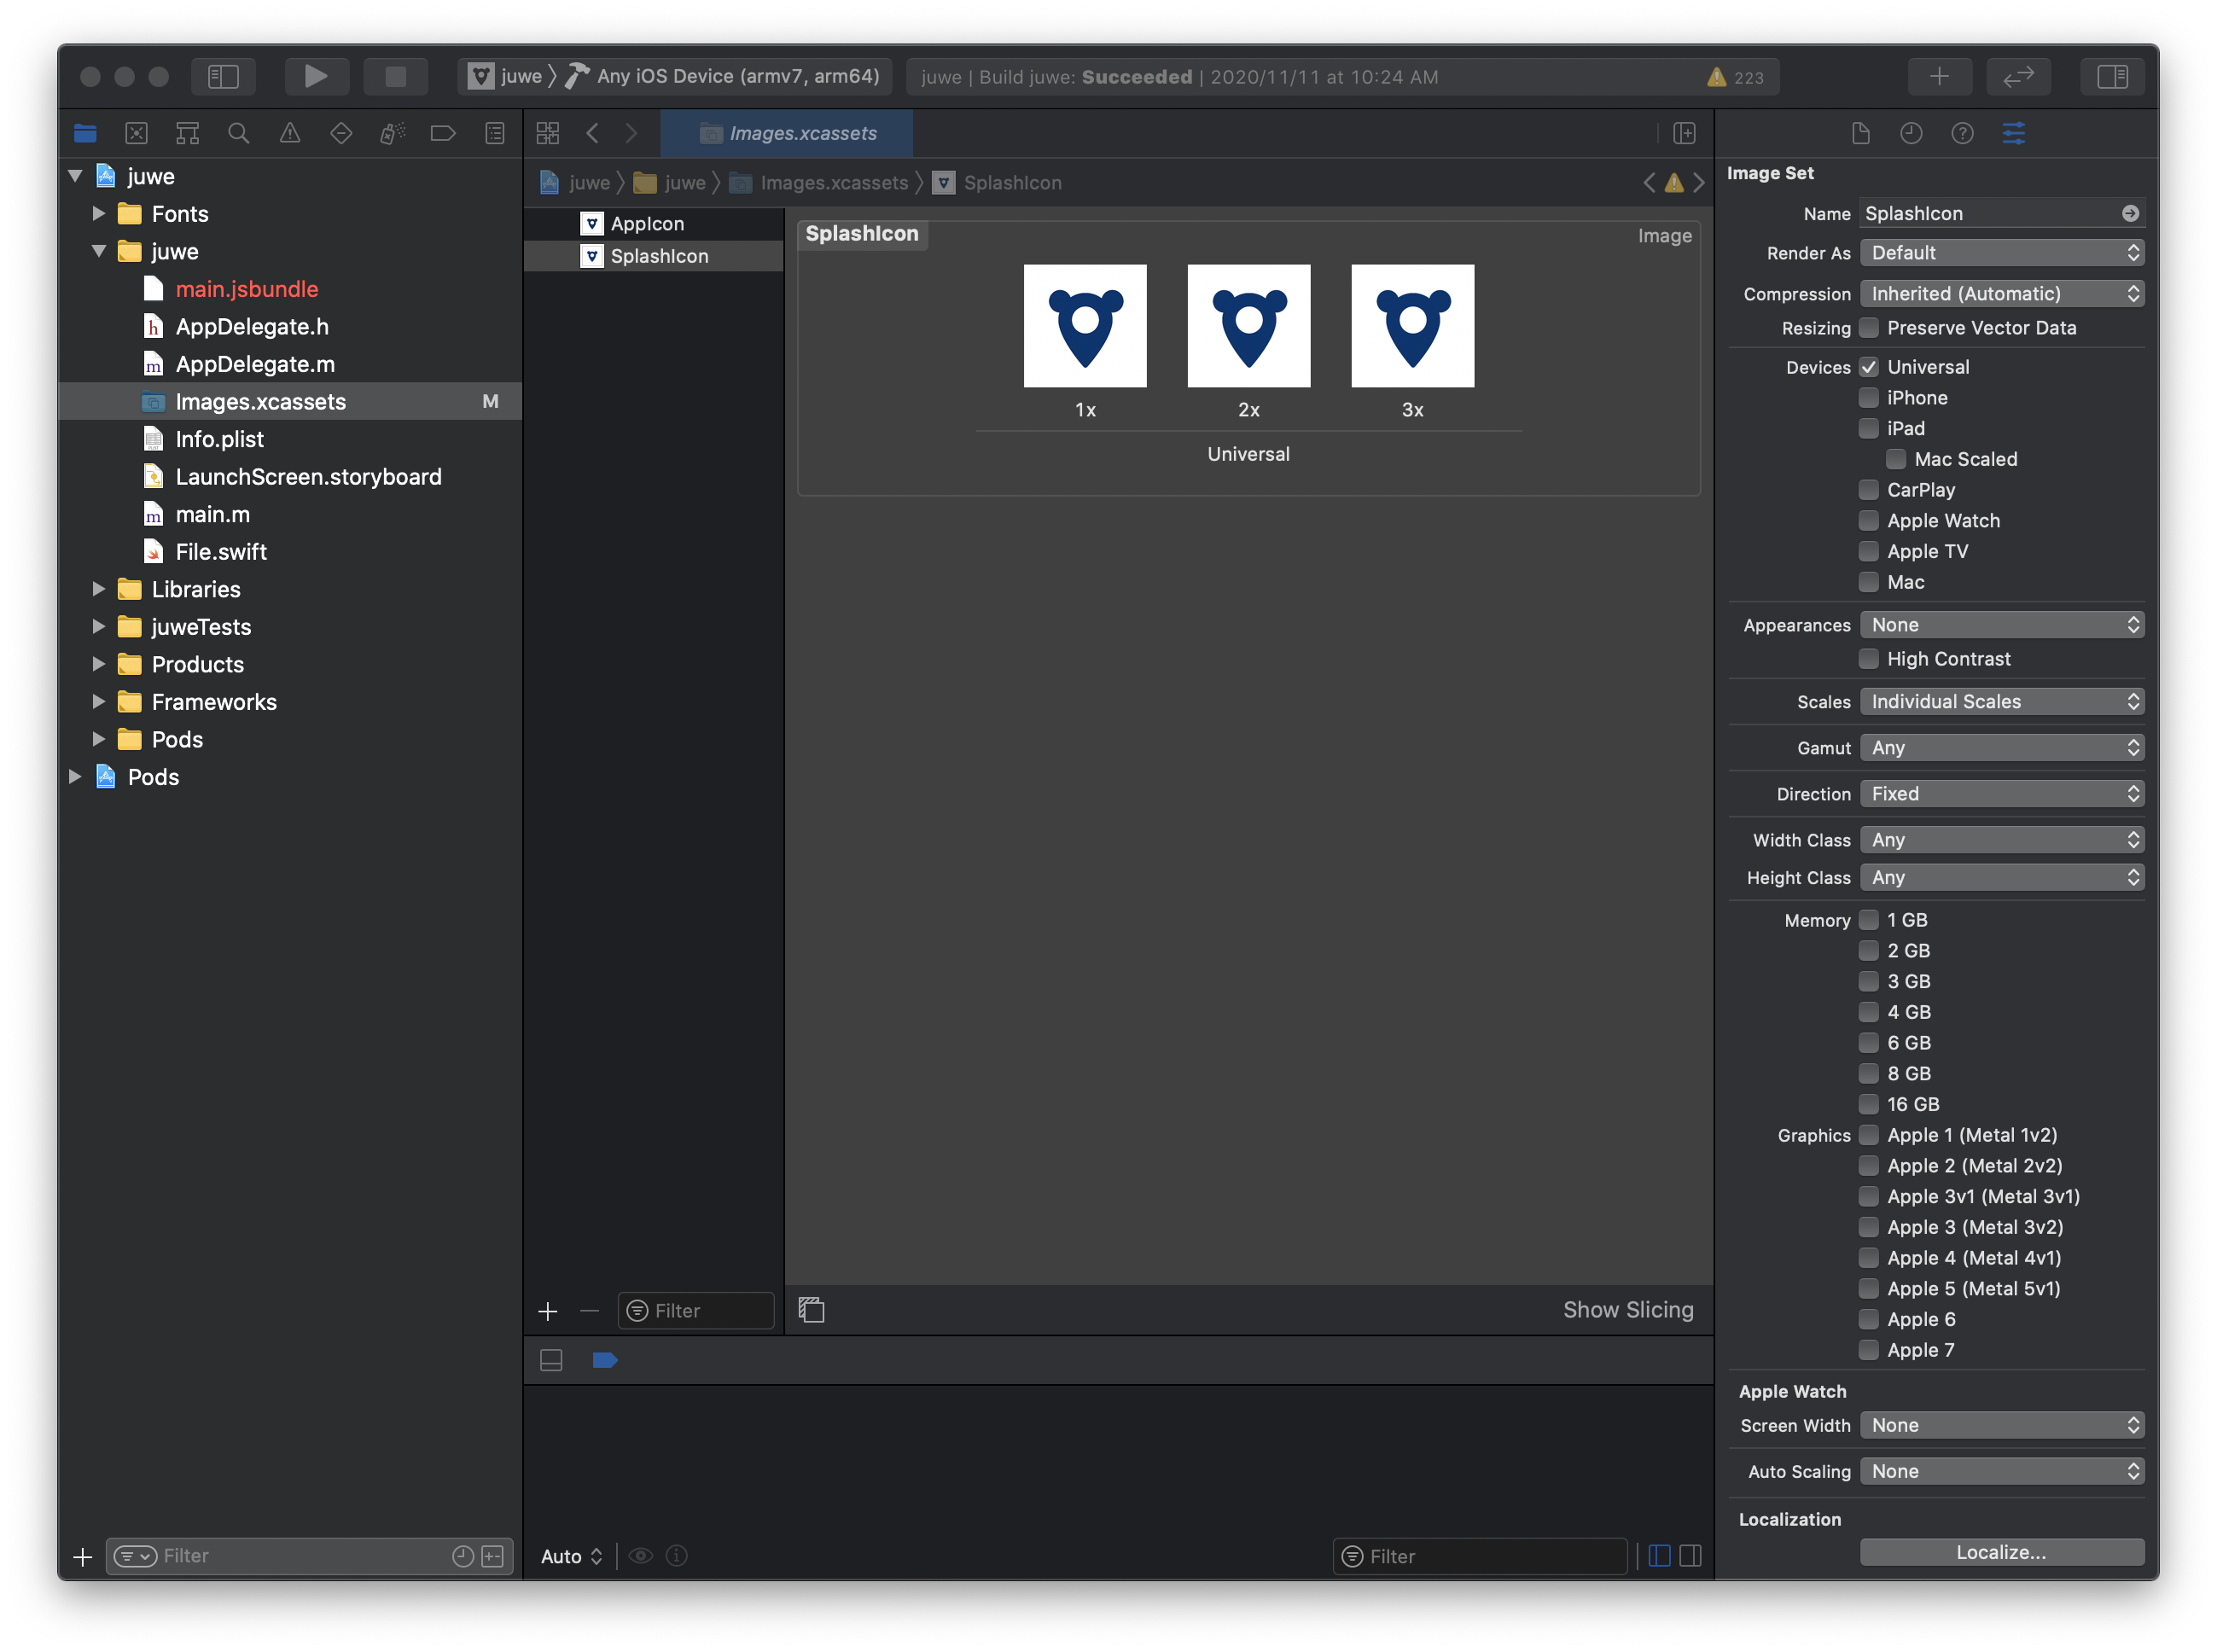 juwe 〉 Any iOS Device (armv7, arm64)
juwe | Build juwe: Succeeded | 2020/11/11 at 10:24 AM
223
Images.xcassets
juwe
Fonts
juwe
main.jsbundle
AppDelegate.h
AppDelegate.m
Images.xcassets M
Info.plist
LaunchScreen.storyboard
main.m
File.swift
Libraries
juweTests
Products
Frameworks
Pods
Pods
Filter
juwe 〉 juwe 〉 Images.xcassets 〉 SplashIcon
AppIcon
SplashIcon
Filter
SplashIcon
Image
1x 2x 3x
Universal
Show Slicing
Auto
Filter
Image Set
Name SplashIcon
Render As Default
Compression Inherited (Automatic)
Resizing Preserve Vector Data
Devices Universal
iPhone
iPad
Mac Scaled
CarPlay
Apple Watch
Apple TV
Mac
Appearances None
High Contrast
Scales Individual Scales
Gamut Any
Direction Fixed
Width Class Any
Height Class Any
Memory 1 GB
2 GB
3 GB
4 GB
6 GB
8 GB
16 GB
Graphics Apple 1 (Metal 1v2)
Apple 2 (Metal 2v2)
Apple 3v1 (Metal 3v1)
Apple 3 (Metal 3v2)
Apple 4 (Metal 4v1)
Apple 5 (Metal 5v1)
Apple 6
Apple 7
Apple Watch
Screen Width None
Auto Scaling None
Localization
Localize...